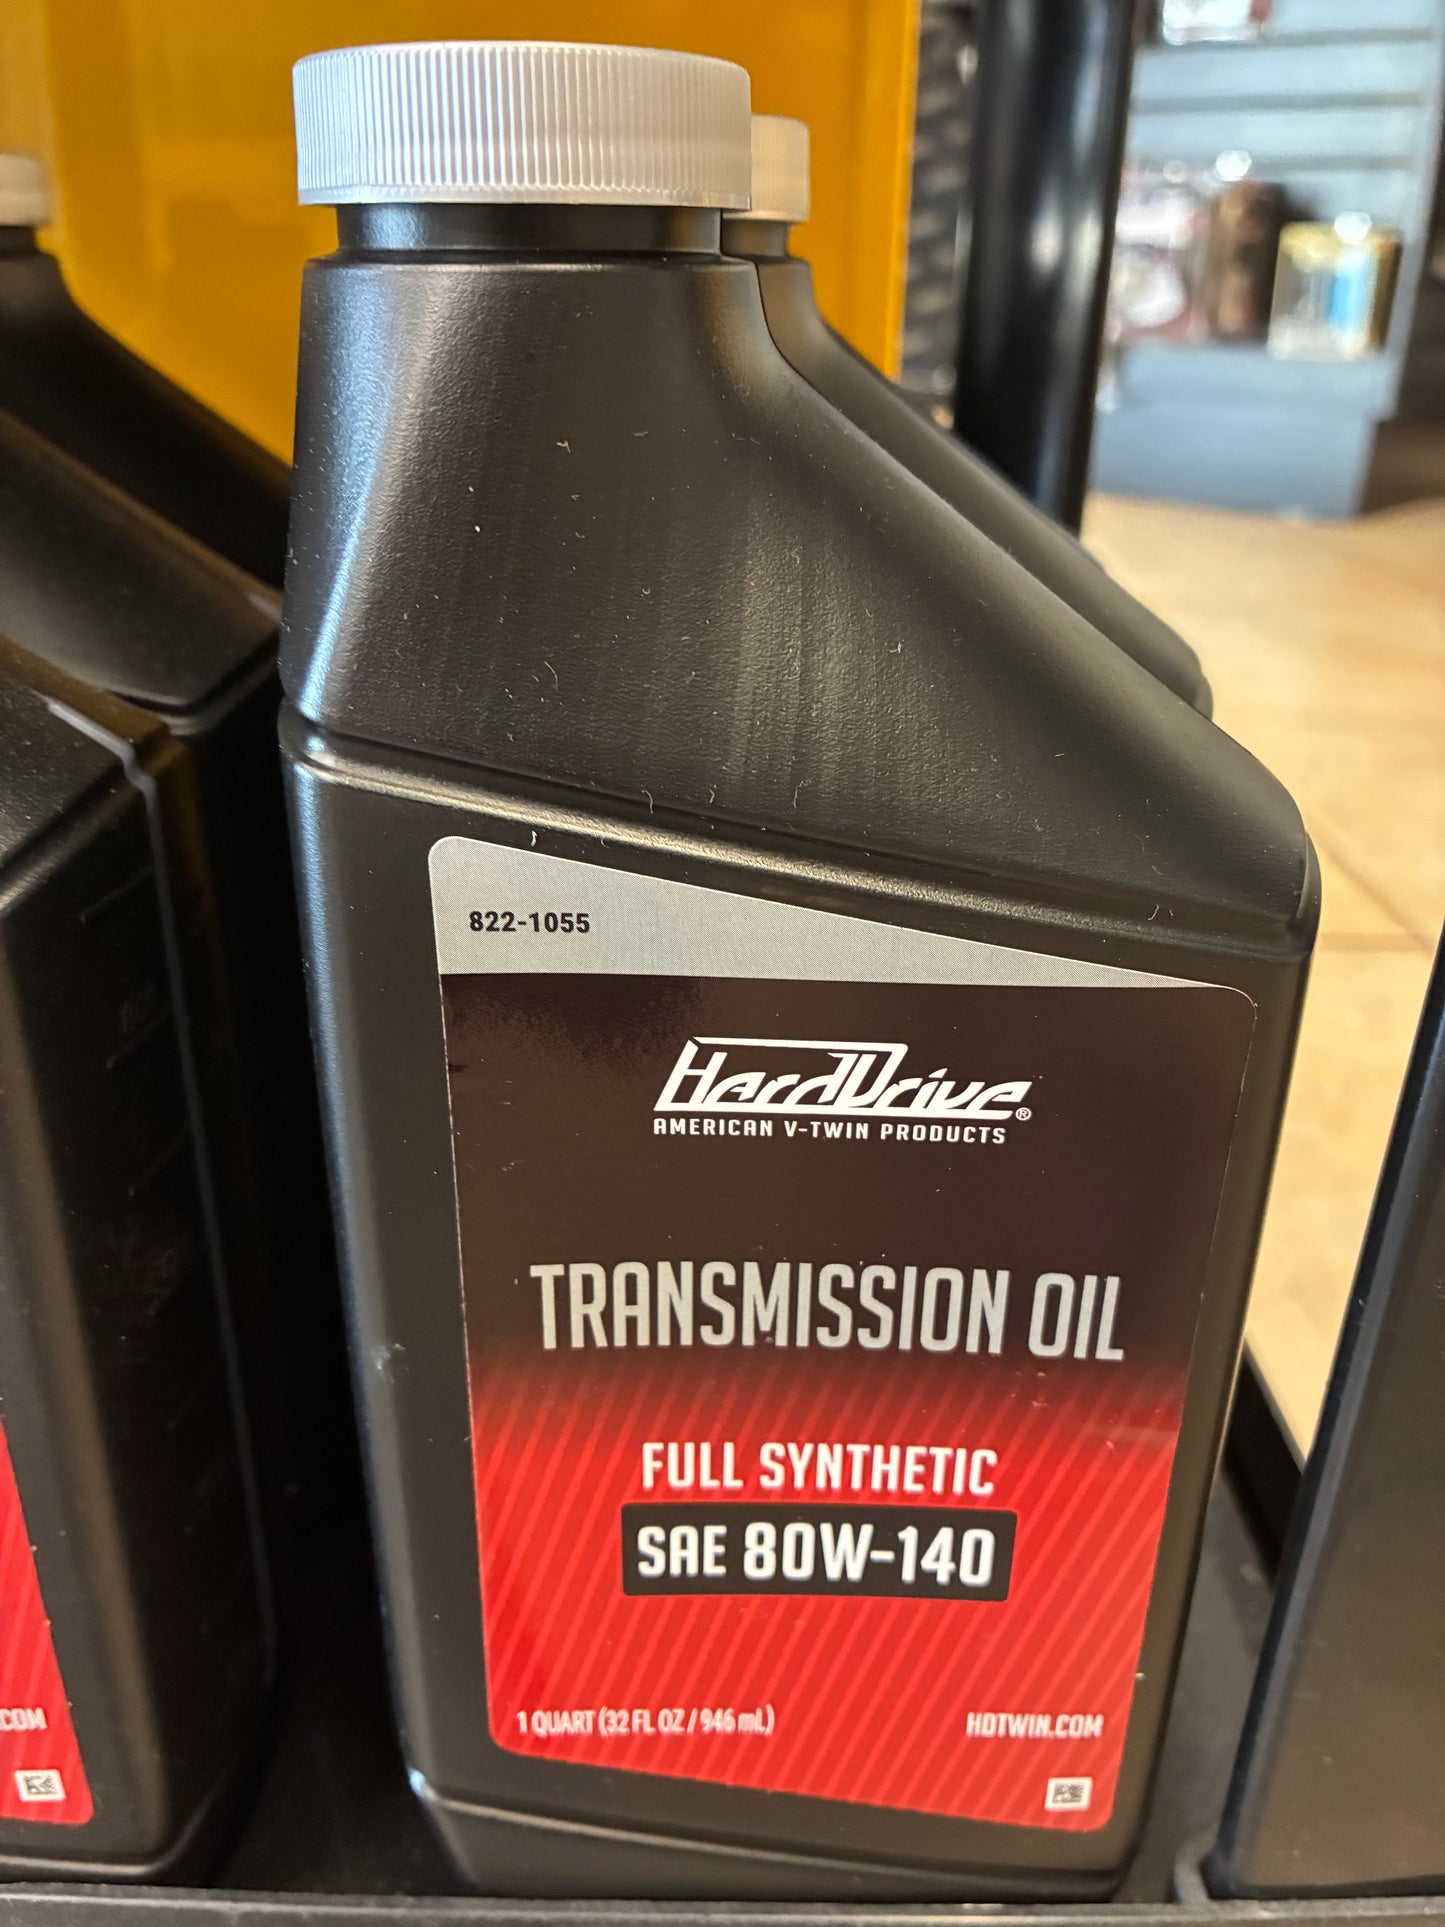 822-1055
HardDrive®
AMERICAN V-TWIN PRODUCTS
TRANSMISSION OIL
FULL SYNTHETIC
SAE 80W-140
1 QUART (32 FL OZ / 946 mL)
HDTWIN.COM
.COM